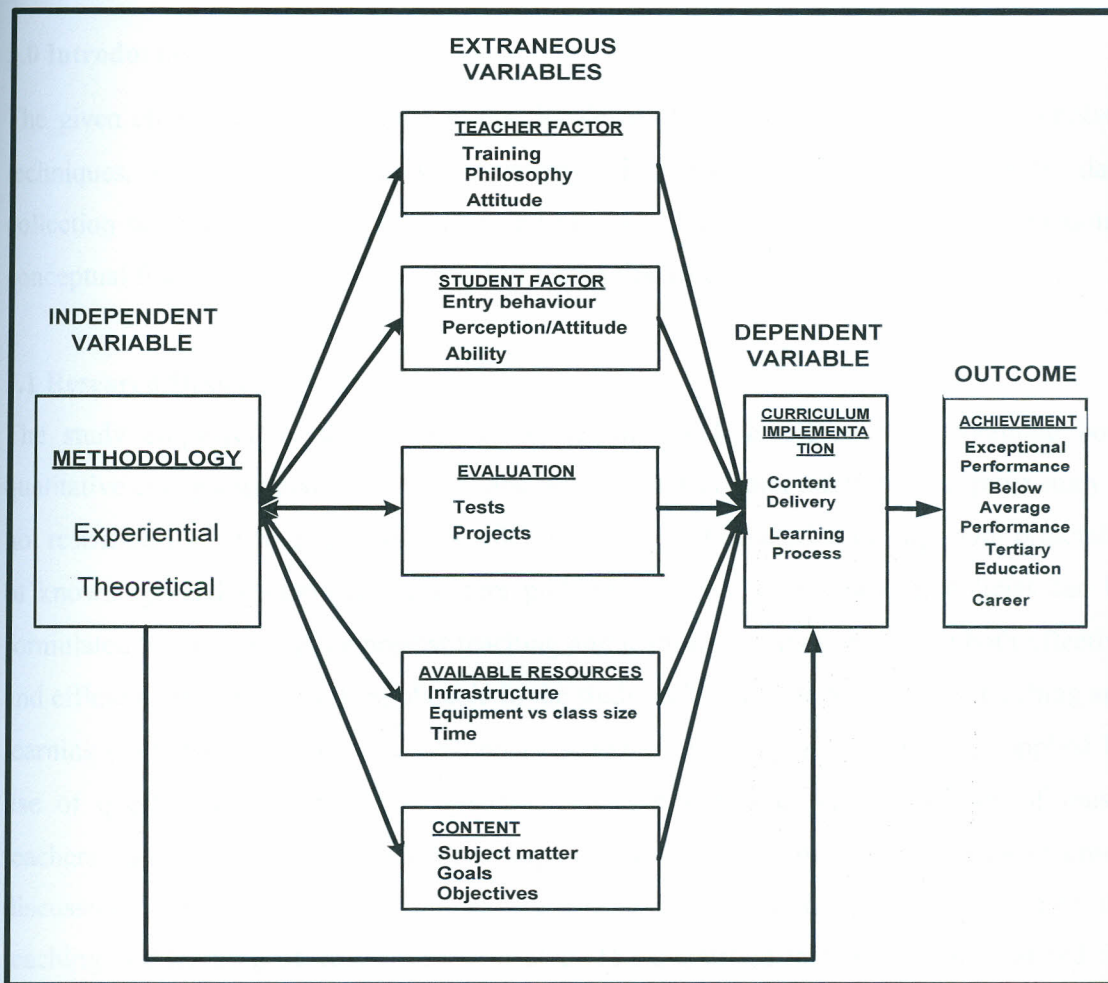 EXTRANEOUS
VARIABLES
TEACHER FACTOR
Training
Philosophy
Attitude
STUDENT FACTOR
Entry behaviour
Perception/Attitude
Ability
INDEPENDENT
VARIABLE
METHODOLOGY
Experiential
Theoretical
EVALUATION
Tests
Projects
AVAILABLE RESOURCES
Infrastructure
Equipment vs class size
Time
CONTENT
Subject matter
Goals
Objectives
DEPENDENT
VARIABLE
CURRICULUM
IMPLEMENTA
TION
Content
Delivery
Learning
Process
OUTCOME
ACHIEVEMENT
Exceptional
Performance
Below
Average
Performance
Tertiary
Education
Career